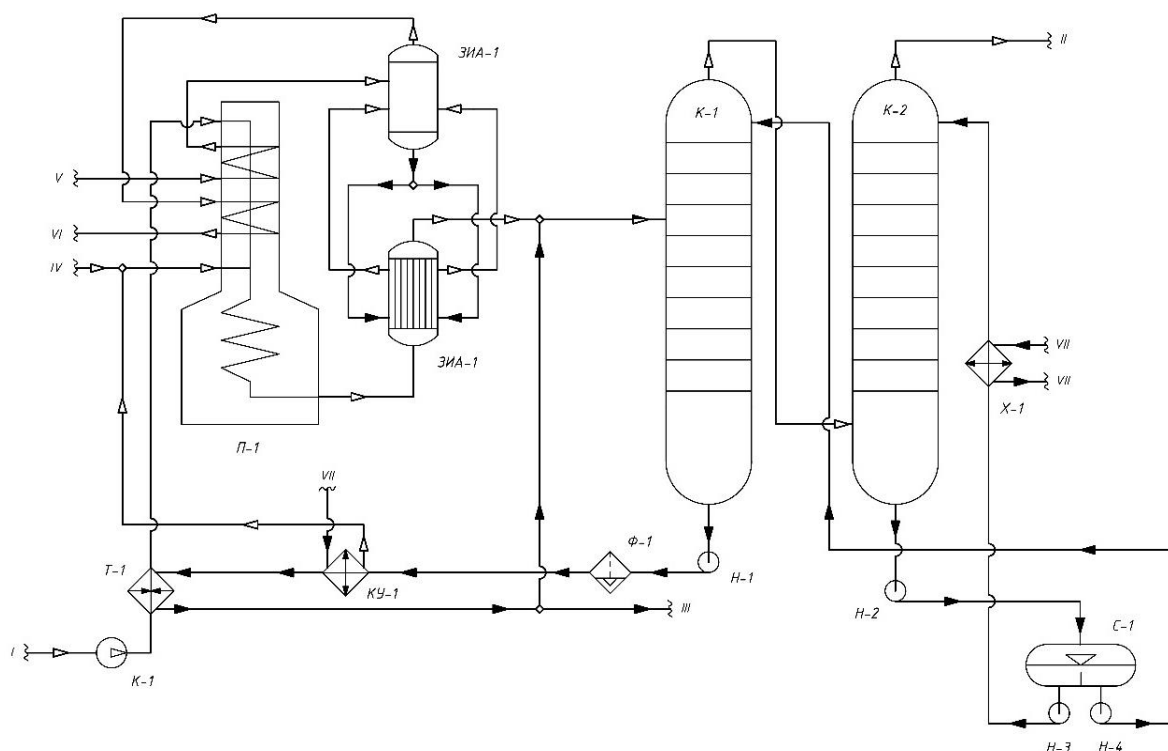 ЗИА-1
II
К-1
К-2
V
VI
IV
ЗИА-1
VII
VII
Х-1
П-1
VII
Ф-1
Т-1
КУ-1
Н-1
III
Н-2
С-1
I
К-1
Н-3
Н-4